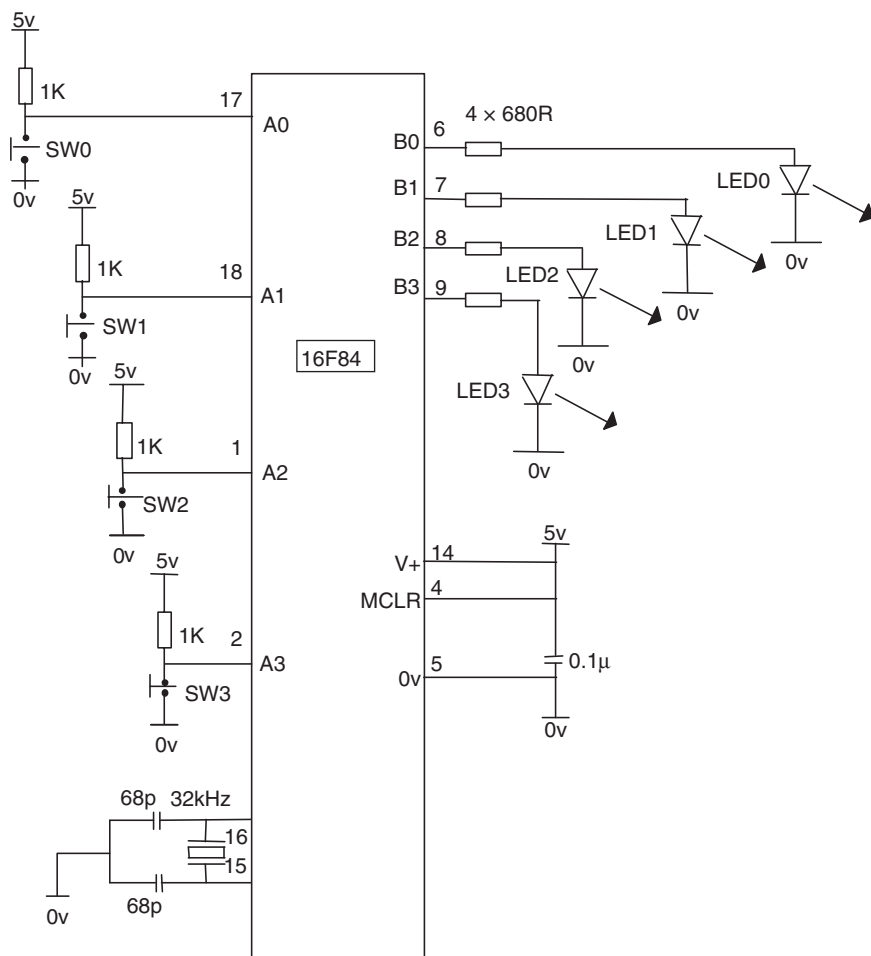 5v
1K
17
A0
SW0
0v
5v
1K
18
A1
SW1
0v
5v
1K
1
A2
SW2
0v
5v
1K
2
A3
SW3
0v
68p
32kHz
16
15
68p
0v
16F84
4 × 680R
B0
6
LED0
0v
B1
7
LED1
0v
B2
8
LED2
0v
B3
9
LED3
0v
5v
V+
14
MCLR
4
0.1μ
0v
5
0v